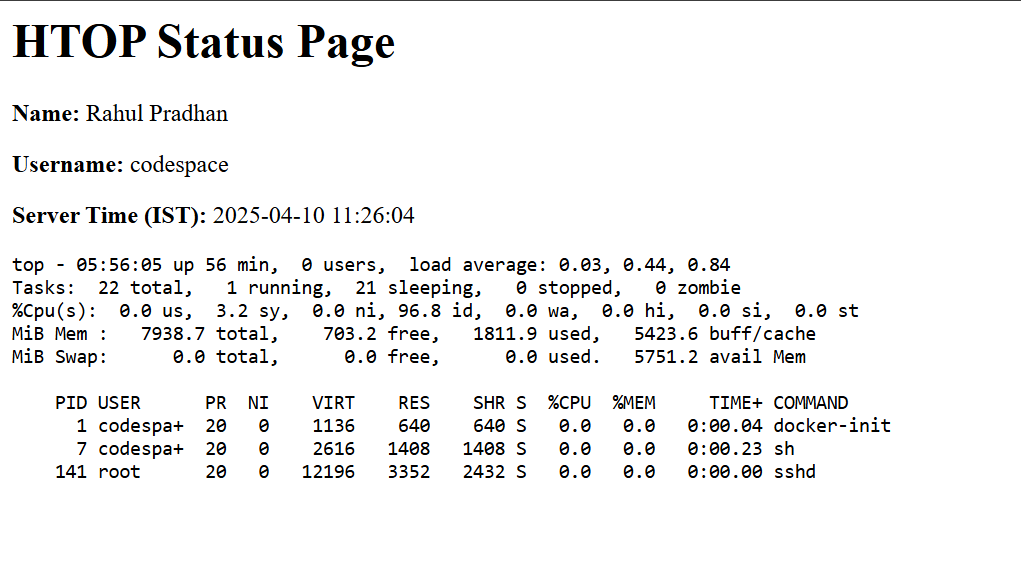 HTOP Status Page
Name: Rahul Pradhan
Username: codespace
Server Time (IST): 2025-04-10 11:26:04
top - 05:56:05 up 56 min,  0 users,  load average: 0.03, 0.44, 0.84
Tasks:  22 total,   1 running,  21 sleeping,   0 stopped,   0 zombie
%Cpu(s):  0.0 us,  3.2 sy,  0.0 ni, 96.8 id,  0.0 wa,  0.0 hi,  0.0 si,  0.0 st
MiB Mem :   7938.7 total,    703.2 free,   1811.9 used,   5423.6 buff/cache
MiB Swap:      0.0 total,      0.0 free,      0.0 used.   5751.2 avail Mem
    PID USER      PR  NI    VIRT    RES    SHR S  %CPU  %MEM     TIME+ COMMAND
      1 codespa+  20   0    1136    640    640 S   0.0   0.0   0:00.04 docker-init
      7 codespa+  20   0    2616   1408   1408 S   0.0   0.0   0:00.23 sh
    141 root      20   0   12196   3352   2432 S   0.0   0.0   0:00.00 sshd